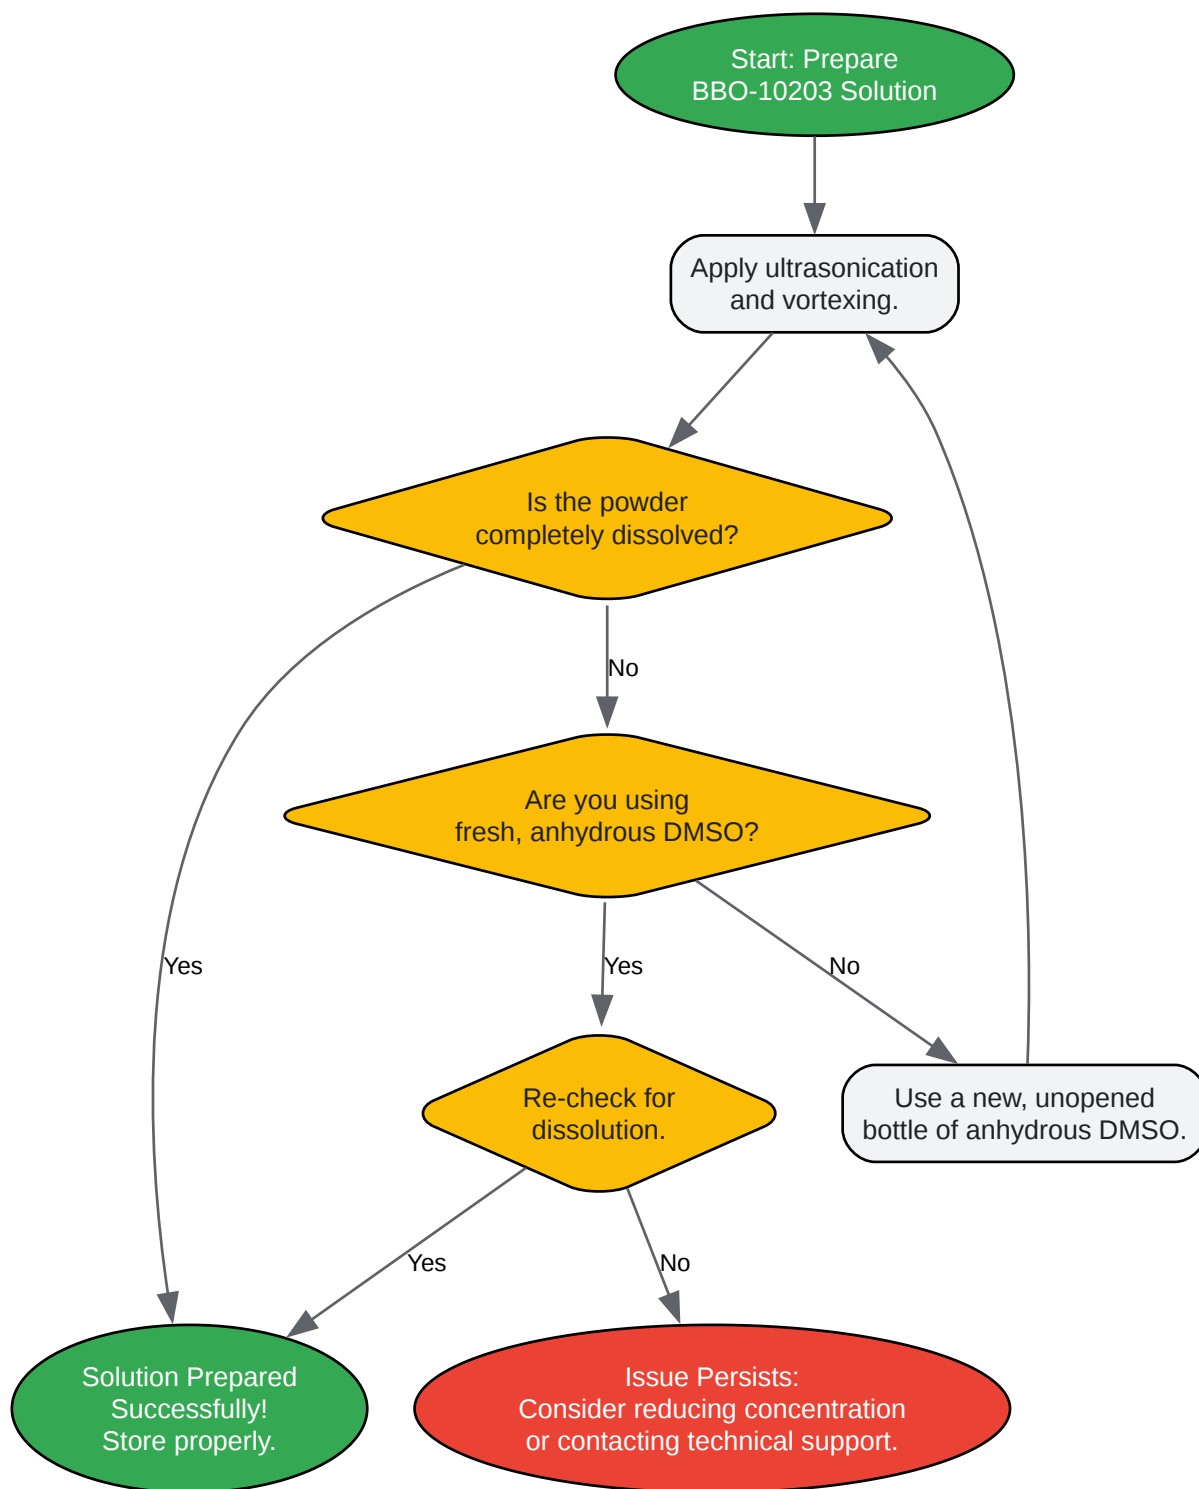 Start: Prepare
BBO-10203 Solution
Apply ultrasonication
and vortexing.
Is the powder
completely dissolved?
No
Are you using
fresh, anhydrous DMSO?
Yes
Yes
No
Re-check for
dissolution.
Use a new, unopened
bottle of anhydrous DMSO.
Yes
No
Solution Prepared
Successfully!
Store properly.
Issue Persists:
Consider reducing concentration
or contacting technical support.